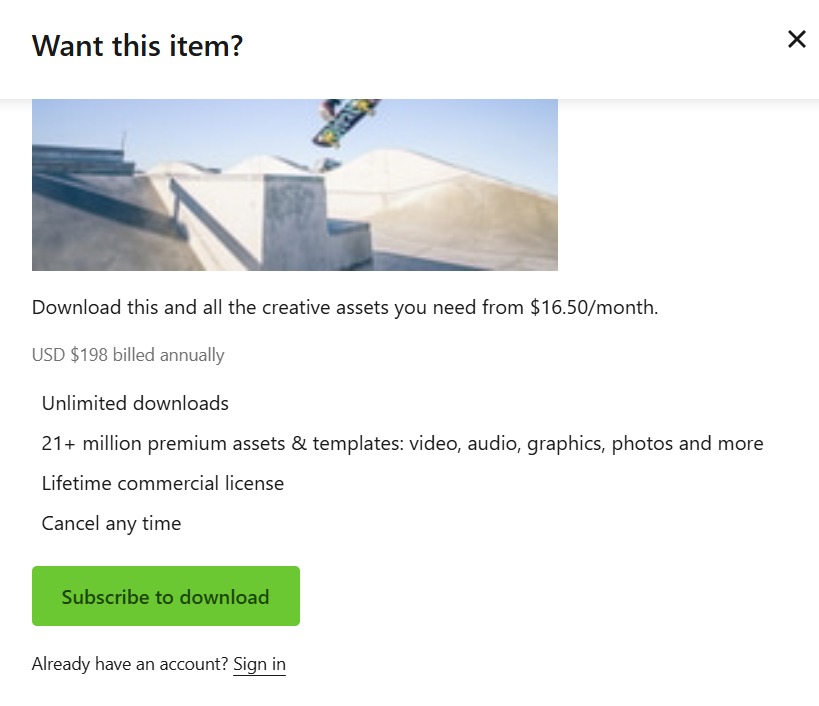 Want this item?
Download this and all the creative assets you need from $16.50/month.
USD $198 billed annually
Unlimited downloads
21+ million premium assets & templates: video, audio, graphics, photos and more
Lifetime commercial license
Cancel any time
Subscribe to download
Already have an account? Sign in